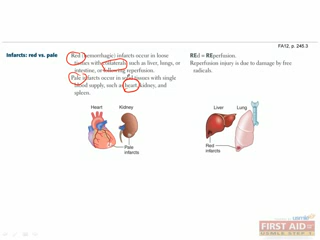 FA12, p. 245.3
Infarcts: red vs. pale
Red (hemorrhagic) infarcts occur in loose
tissues with collaterals, such as liver, lungs, or
intestine, or following reperfusion.
Pale infarcts occur in solid tissues with single
blood supply, such as heart, kidney, and
spleen.
REd = REperfusion.
Reperfusion injury is due to damage by free
radicals.
Heart
Kidney
Pale
infarcts
Liver
Lung
Red
infarcts
FIRST AID